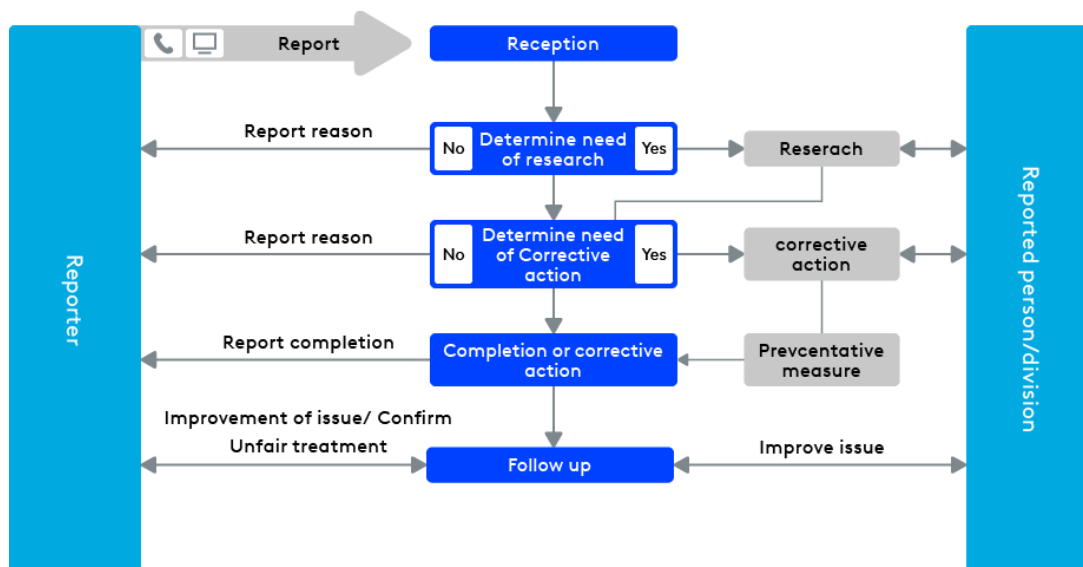 Report
Reception
Report reason
No
Determine need
of research
Yes
Reserach
Report reason
No
Determine need
of Corrective
action
Yes
corrective
action
Report completion
Completion or corrective
action
Prevcentative
measure
Improvement of issue/ Confirm
Unfair treatment
Follow up
Improve issue
Reporter
Reported person/division